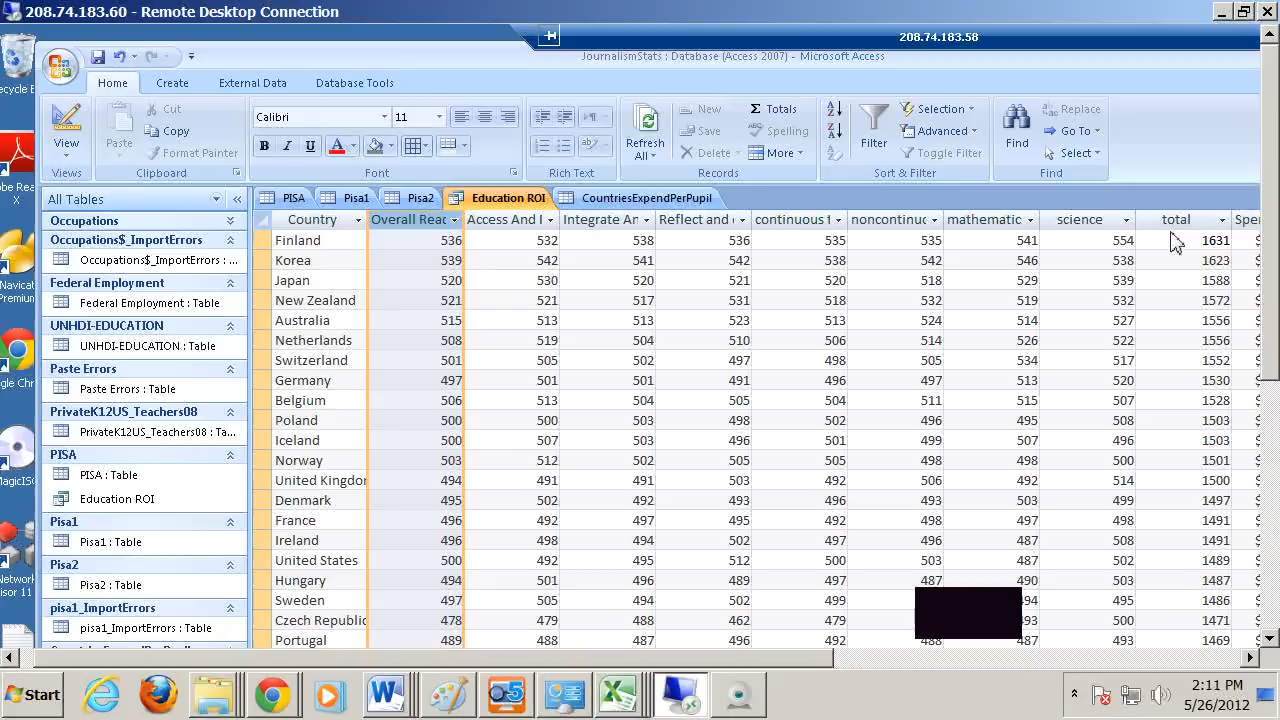 208.74.183.60 - Remote Desktop Connection
208.74.183.58
JournalismStats : Database (Access 2007) - Microsoft Access
Home Create External Data Database Tools
View
Views
Paste
Cut
Copy
Format Painter
Clipboard
Calibri 11
B I U A
Font
Rich Text
Refresh All
New
Save
Delete
Totals
Spelling
More
Records
Filter
Selection
Advanced
Toggle Filter
Sort & Filter
Find
Replace
Go To
Select
Find
All Tables
Occupations
Occupations$_ImportErrors
Occupations$_ImportErrors : ...
Federal Employment
Federal Employment : Table
UNHDI-EDUCATION
UNHDI-EDUCATION : Table
Paste Errors
Paste Errors : Table
PrivateK12US_Teachers08
PrivateK12US_Teachers08 : Ta...
PISA
PISA : Table
Education ROI
Pisa1
Pisa1 : Table
Pisa2
Pisa2 : Table
pisa1_ImportErrors
pisa1_ImportErrors : Table
PISA Pisa1 Pisa2 Education ROI CountriesExpendPerPupil
Country Overall Read Access And Integrate An Reflect and continuous noncontinuo mathematic science total Spen
Finland 536 532 538 536 535 535 541 554 1631 $
Korea 539 542 541 542 538 542 546 538 1623 $
Japan 520 530 520 521 520 518 529 539 1588 $
New Zealand 521 521 517 531 518 532 519 532 1572 $
Australia 515 513 513 523 513 524 514 527 1556 $
Netherlands 508 519 504 510 506 514 526 522 1556 $
Switzerland 501 505 502 497 498 505 534 517 1552 $
Germany 497 501 501 491 496 497 513 520 1530 $
Belgium 506 513 504 505 504 511 515 507 1528 $
Poland 500 500 503 498 502 496 495 508 1503 $
Iceland 500 507 503 496 501 499 507 496 1503 $
Norway 503 512 502 505 505 498 498 500 1501 $
United Kingdo 494 491 491 503 492 506 492 514 1500 $
Denmark 495 502 492 493 496 493 503 499 1497 $
France 496 492 497 495 492 498 497 498 1491 $
Ireland 496 498 494 502 497 496 487 508 1491 $
United States 500 492 495 512 500 503 487 502 1489 $
Hungary 494 501 496 489 497 487 490 503 1487 $
Sweden 497 505 494 502 499 94 495 1486 $
Czech Republic 478 479 488 462 479 93 500 1471 $
Portugal 489 488 487 496 492 488 487 493 1469 $
Recycle
Adobe Read
X
Navicat
Premium
Google Chr
MagicISO
Network
isor 11
Start
2:11 PM
5/26/2012